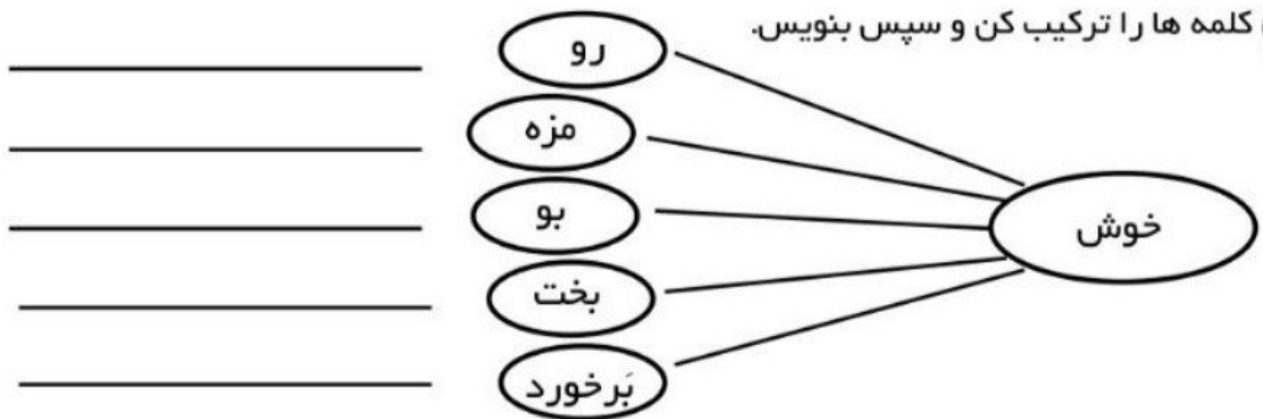 کلمه ها را ترکیب کن و سپس بنویس.
رو
مزه
بو
خوش
بخت
بَرخورد